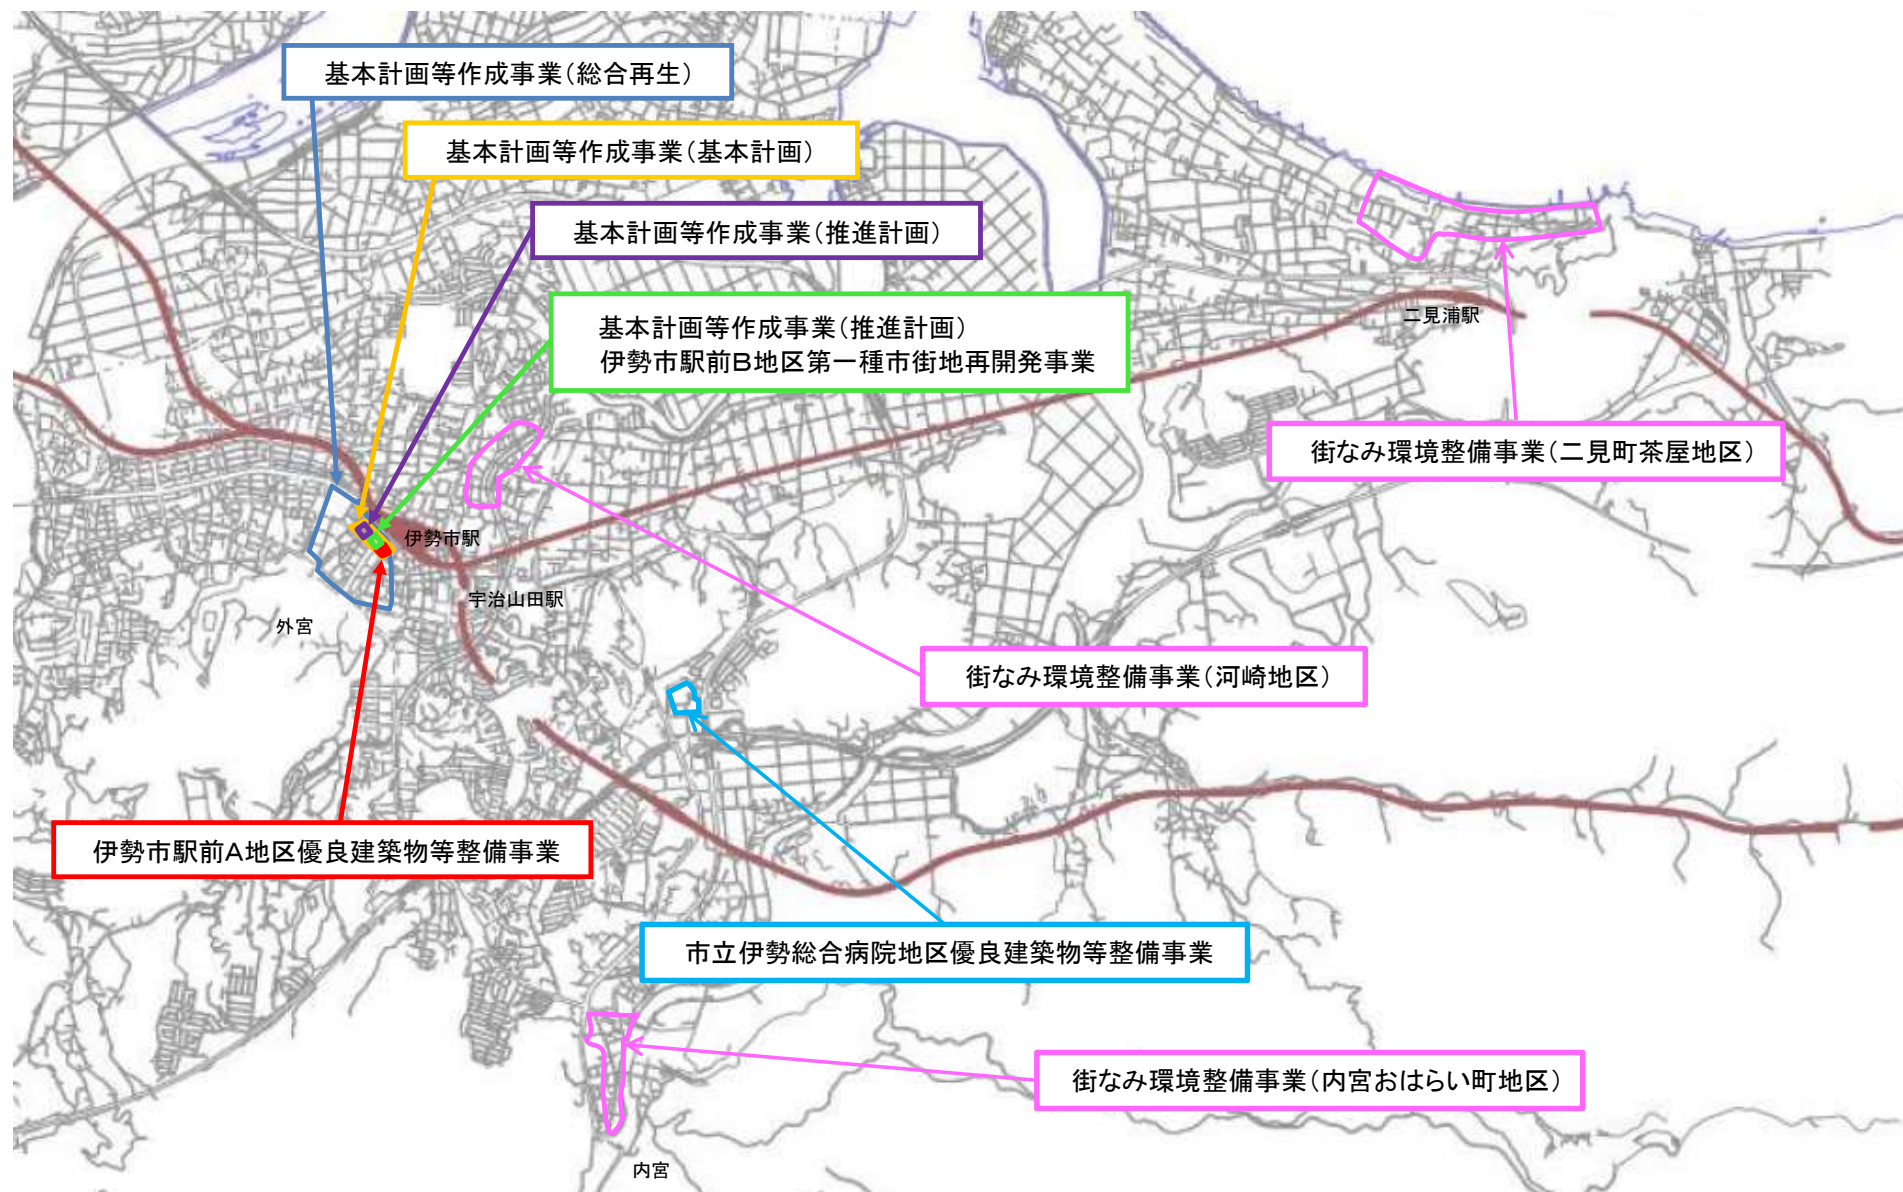 基本計画等作成事業（総合再生）
基本計画等作成事業（基本計画）
基本計画等作成事業（推進計画）
基本計画等作成事業（推進計画）
伊勢市駅前Ｂ地区第一種市街地再開発事業
二見浦駅
街なみ環境整備事業（二見町茶屋地区）
伊勢市駅
宇治山田駅
外宮
街なみ環境整備事業（河崎地区）
伊勢市駅前Ａ地区優良建築物等整備事業
市立伊勢総合病院地区優良建築物等整備事業
街なみ環境整備事業（内宮おはらい町地区）
内宮